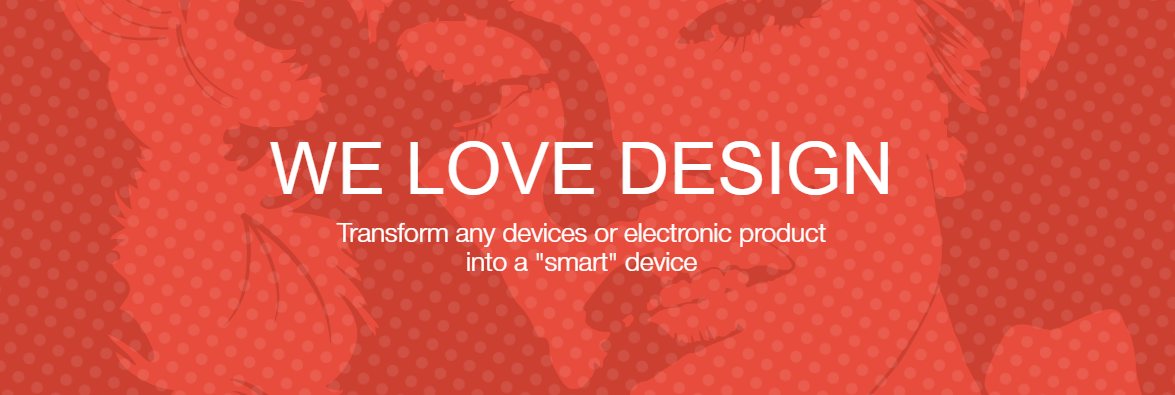 WE LOVE DESIGN
Transform any devices or electronic product
into a "smart" device